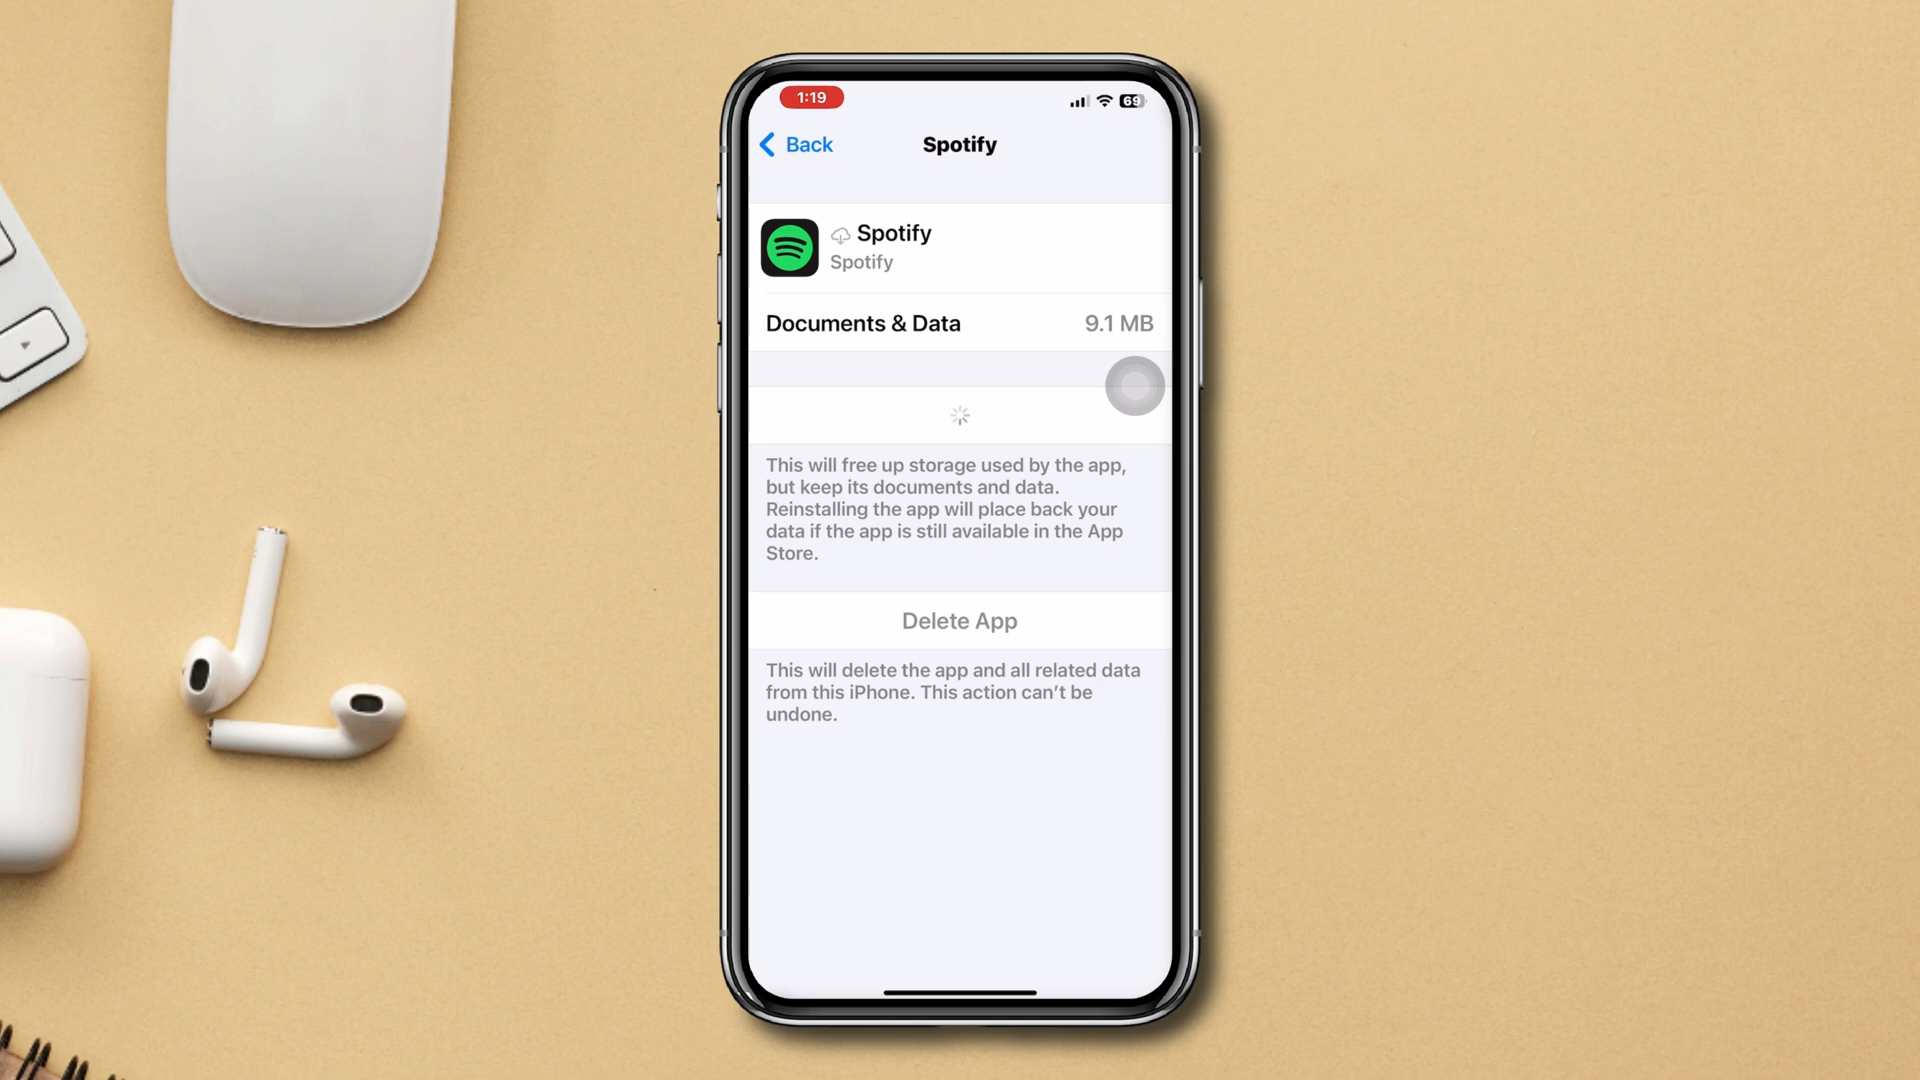 1:19
69
Back
Spotify
Spotify
Spotify
Documents & Data
9.1 MB
This will free up storage used by the app,
but keep its documents and data.
Reinstalling the app will place back your
data if the app is still available in the App
Store.
Delete App
This will delete the app and all related data
from this iPhone. This action can’t be
undone.